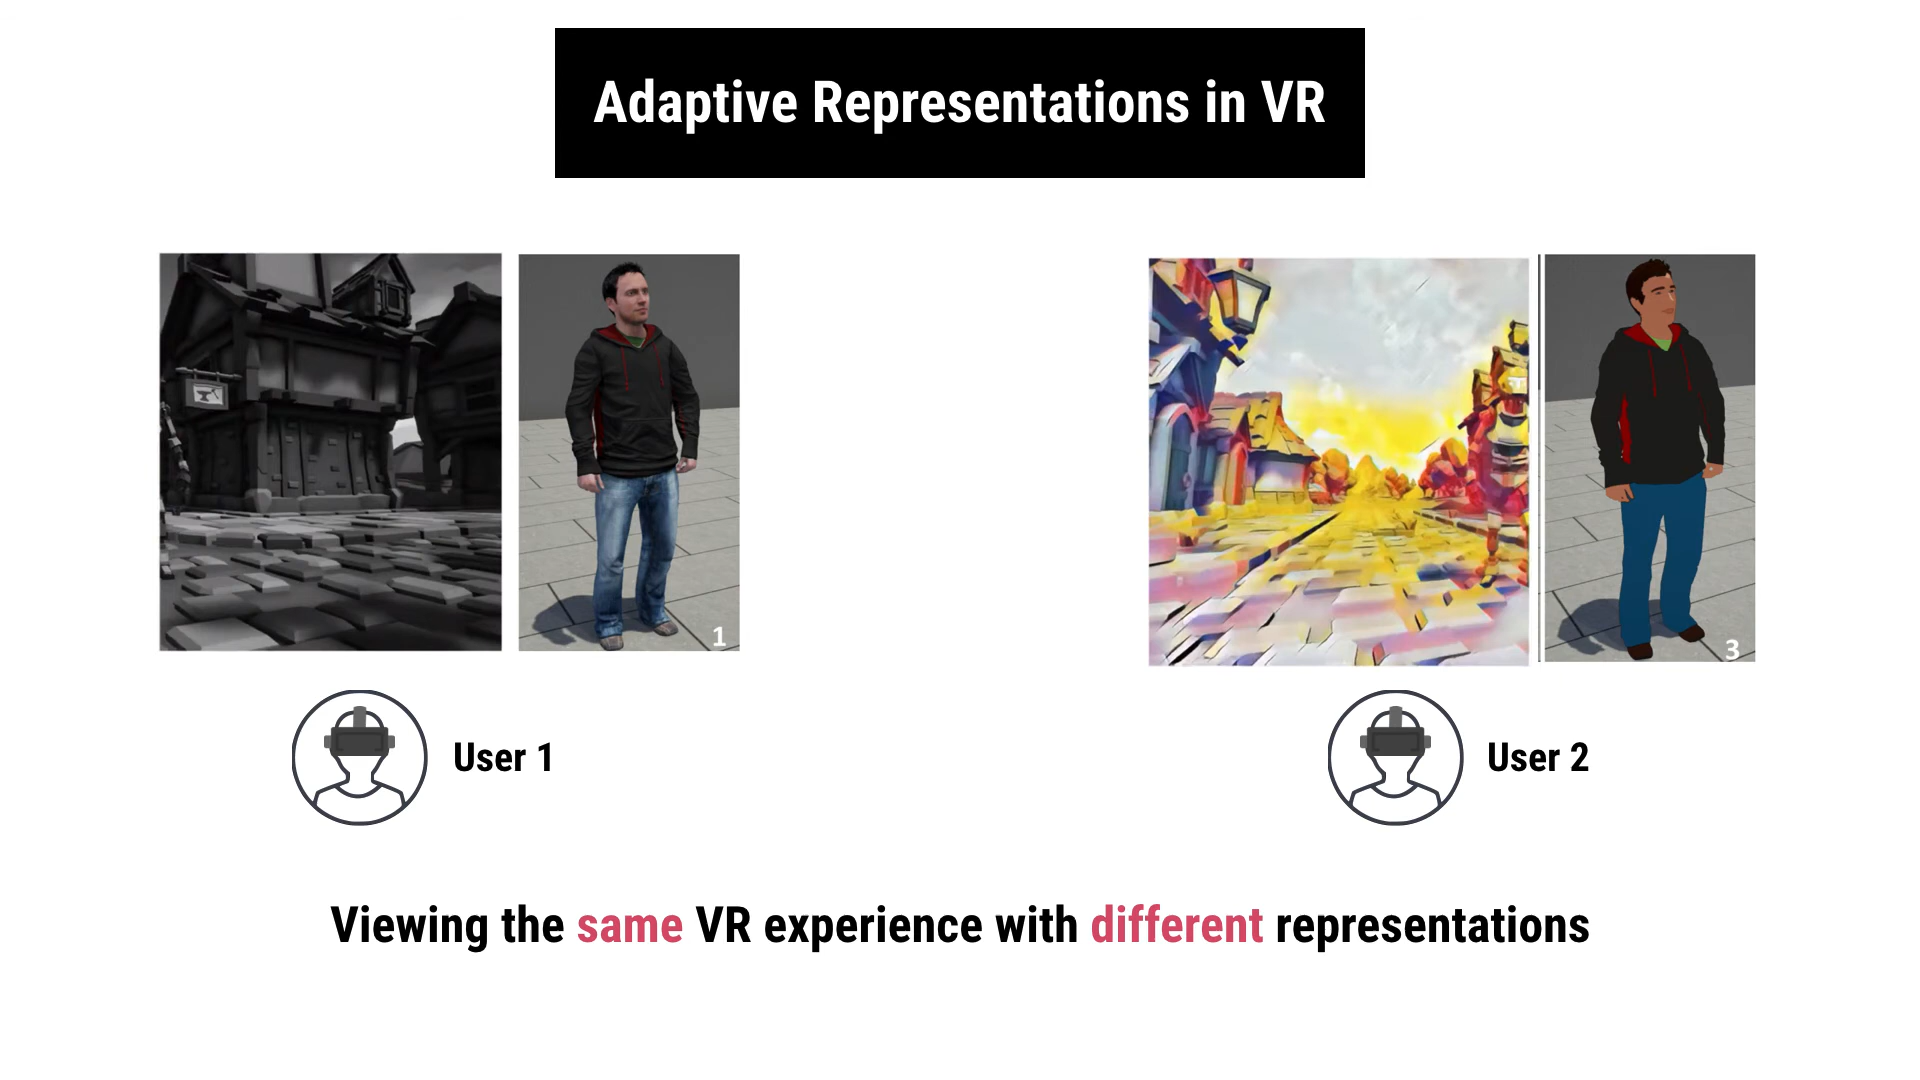 Adaptive Representations in VR
1
3
User 1
User 2
Viewing the same VR experience with different representations